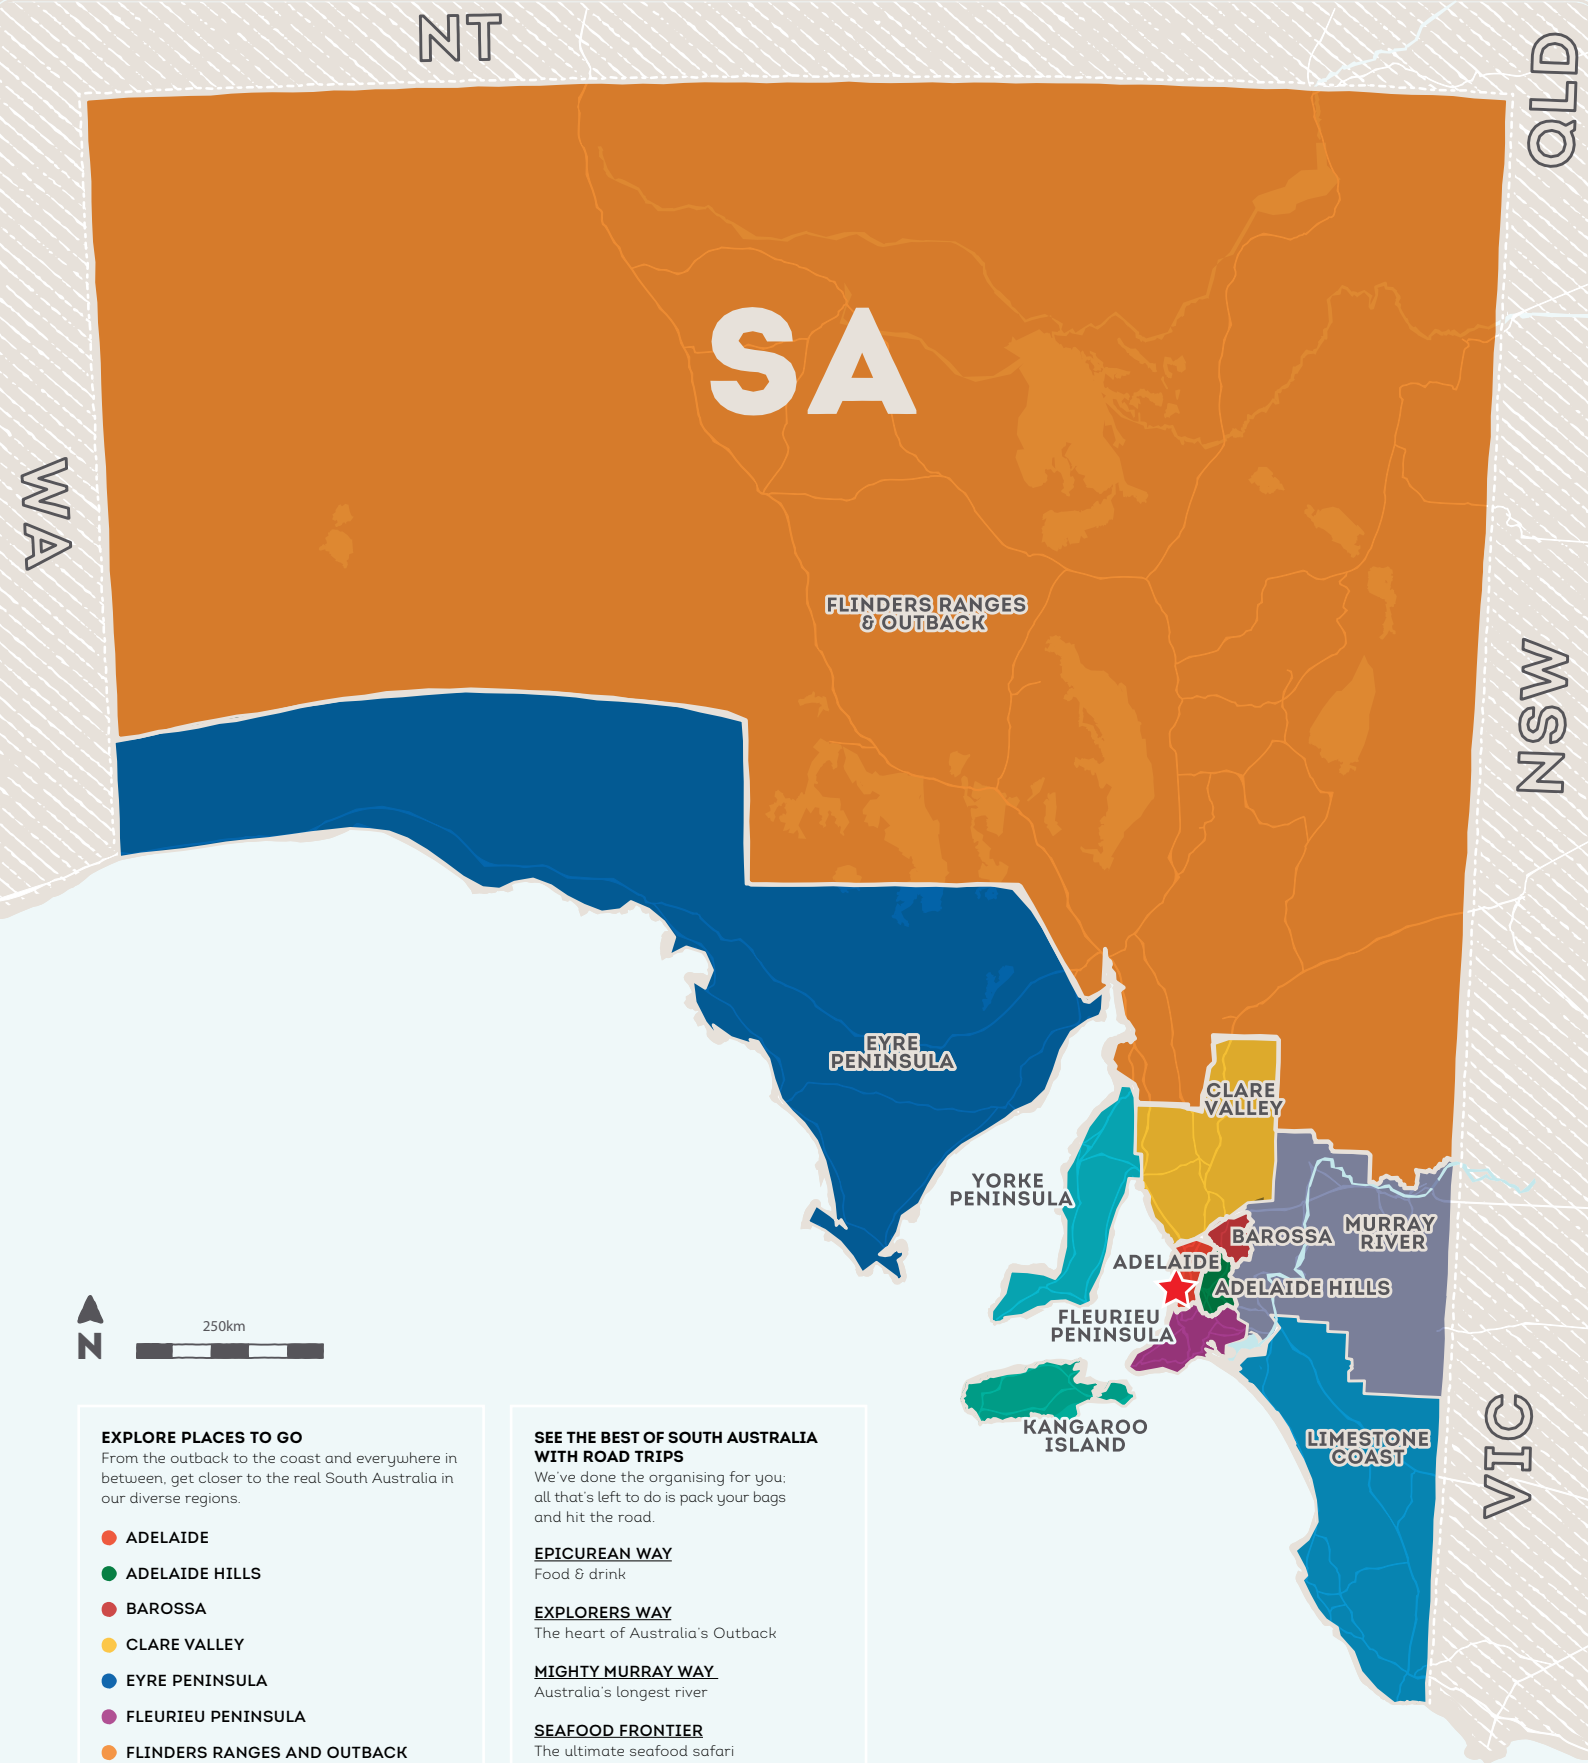 NT
QLD
SA
WA
FLINDERS RANGES
& OUTBACK
NSW
EYRE
PENINSULA
CLARE
VALLEY
YORKE
PENINSULA
BAROSSA
MURRAY
RIVER
ADELAIDE
ADELAIDE HILLS
FLEURIEU
PENINSULA
KANGAROO
ISLAND
LIMESTONE
COAST
VIC
N
250km
EXPLORE PLACES TO GO
From the outback to the coast and everywhere in
between, get closer to the real South Australia in
our diverse regions.
ADELAIDE
ADELAIDE HILLS
BAROSSA
CLARE VALLEY
EYRE PENINSULA
FLEURIEU PENINSULA
FLINDERS RANGES AND OUTBACK
SEE THE BEST OF SOUTH AUSTRALIA
WITH ROAD TRIPS
We've done the organising for you;
all that's left to do is pack your bags
and hit the road.
EPICUREAN WAY
Food & drink
EXPLORERS WAY
The heart of Australia's Outback
MIGHTY MURRAY WAY
Australia's longest river
SEAFOOD FRONTIER
The ultimate seafood safari